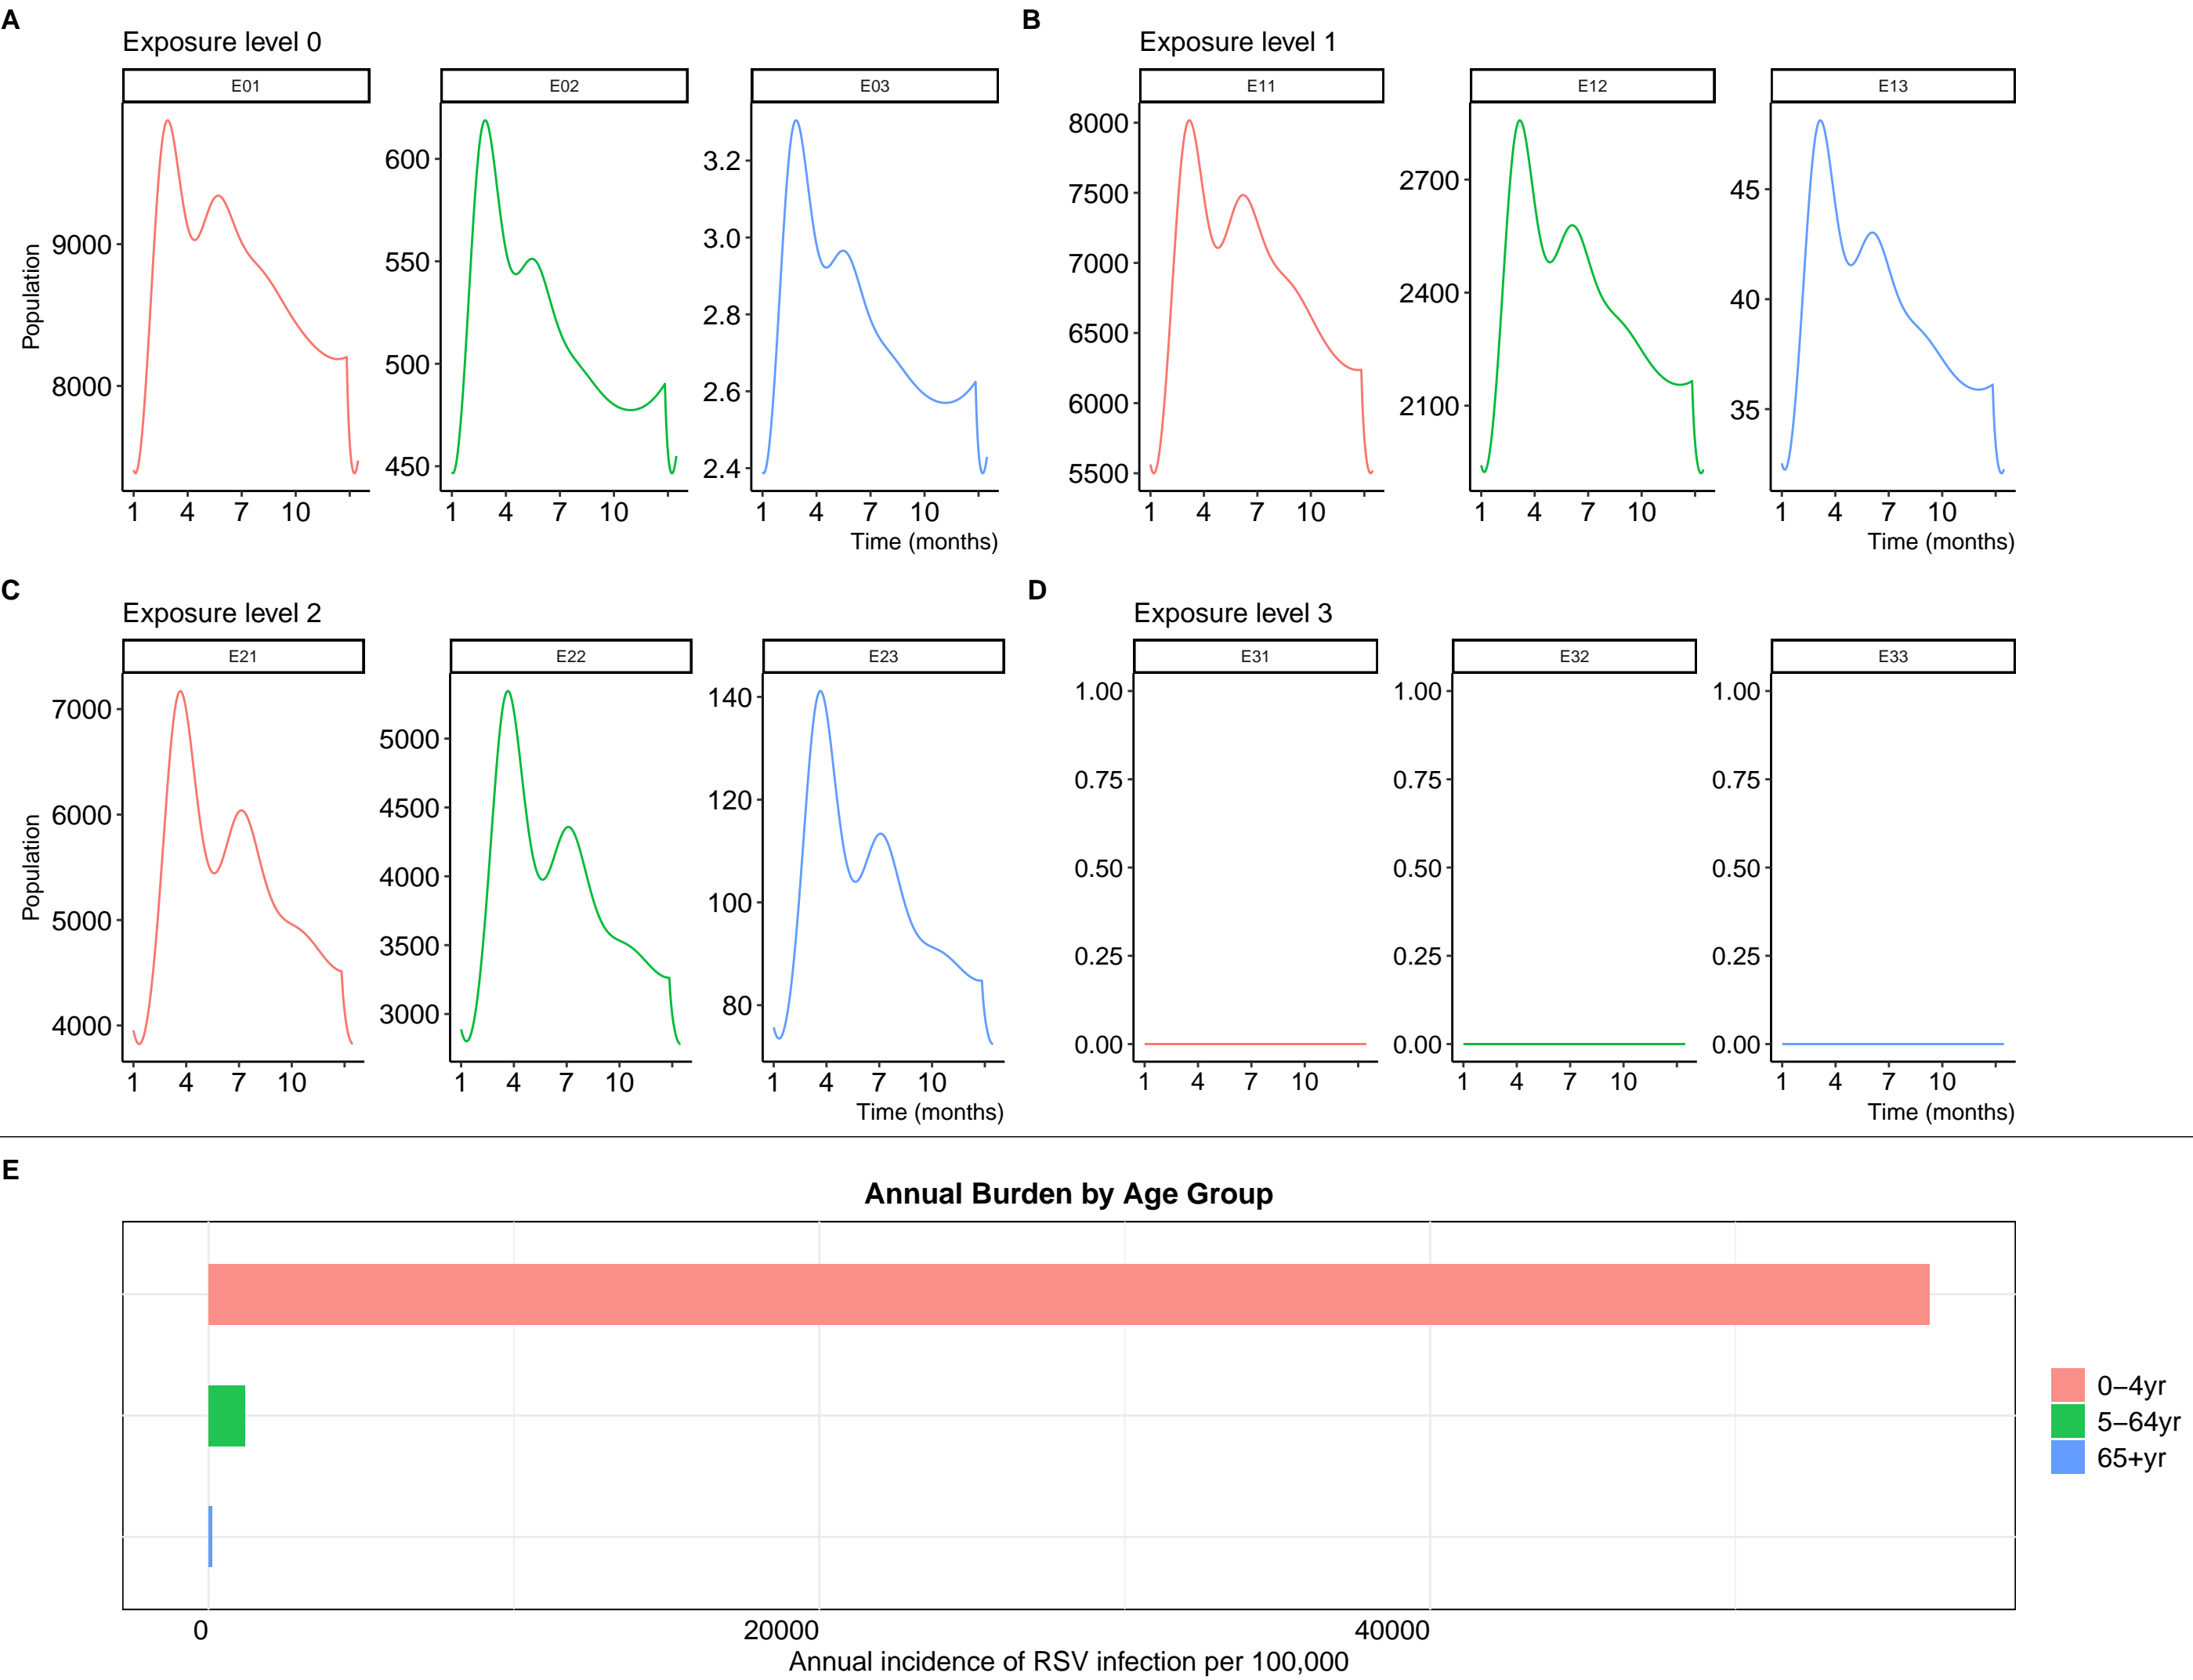 A
Exposure level 0
E01
E02
E03
Population
9000
8000
600
550
500
450
3.2
3.0
2.8
2.6
2.4
1 4 7 10
1 4 7 10
1 4 7 10
Time (months)
B
Exposure level 1
E11
E12
E13
8000
7500
7000
6500
6000
5500
2700
2400
2100
45
40
35
1 4 7 10
1 4 7 10
1 4 7 10
Time (months)
C
Exposure level 2
E21
E22
E23
Population
7000
6000
5000
4000
5000
4500
4000
3500
3000
140
120
100
80
1 4 7 10
1 4 7 10
1 4 7 10
Time (months)
D
Exposure level 3
E31
E32
E33
1.00
0.75
0.50
0.25
0.00
1.00
0.75
0.50
0.25
0.00
1.00
0.75
0.50
0.25
0.00
1 4 7 10
1 4 7 10
1 4 7 10
Time (months)
E
Annual Burden by Age Group
0 20000 40000
Annual incidence of RSV infection per 100,000
0−4yr
5−64yr
65+yr